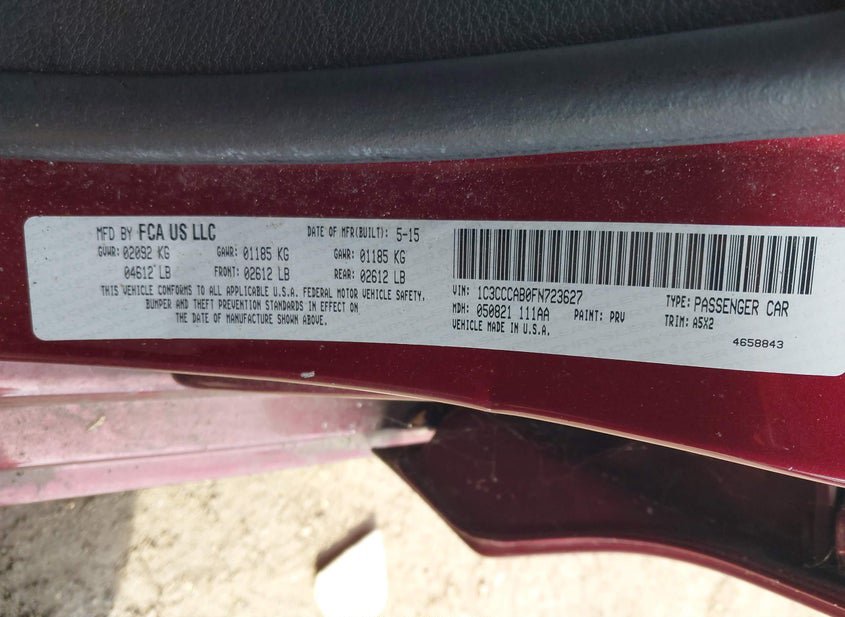 MFD BY FCA US LLC DATE OF MFR(BUILT): 5-15
GVWR: 02092 KG GAWR: 01185 KG GAWR: 01185 KG
04612 LB FRONT: 02612 LB REAR: 02612 LB
THIS VEHICLE CONFORMS TO ALL APPLICABLE U.S.A. FEDERAL MOTOR VEHICLE SAFETY,
BUMPER AND THEFT PREVENTION STANDARDS IN EFFECT ON
THE DATE OF MANUFACTURE SHOWN ABOVE.
VIN: 1C3CCCAB0FN723627 TYPE: PASSENGER CAR
MDH: 050821 111AA PAINT: PRV TRIM: A5X2
VEHICLE MADE IN U.S.A.
4658843